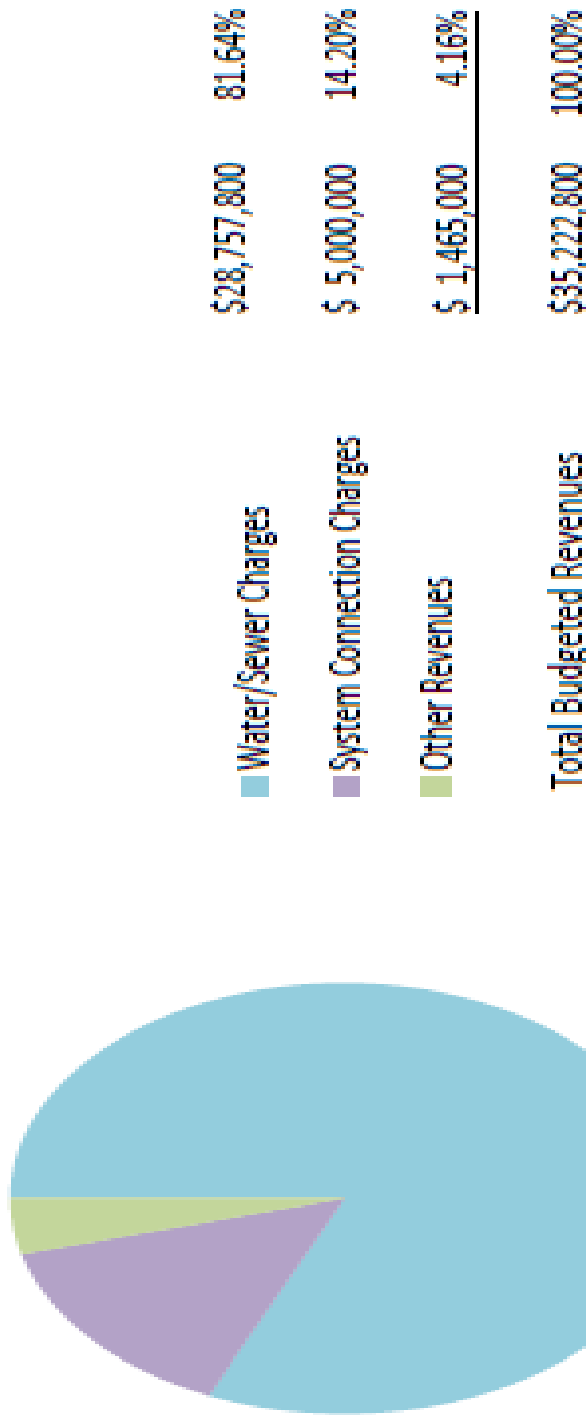 Water/Sewer Charges $28,757,800 81.64%
System Connection Charges $ 5,000,000 14.20%
Other Revenues $ 1,465,000 4.16%
Total Budgeted Revenues $35,222,800 100.00%